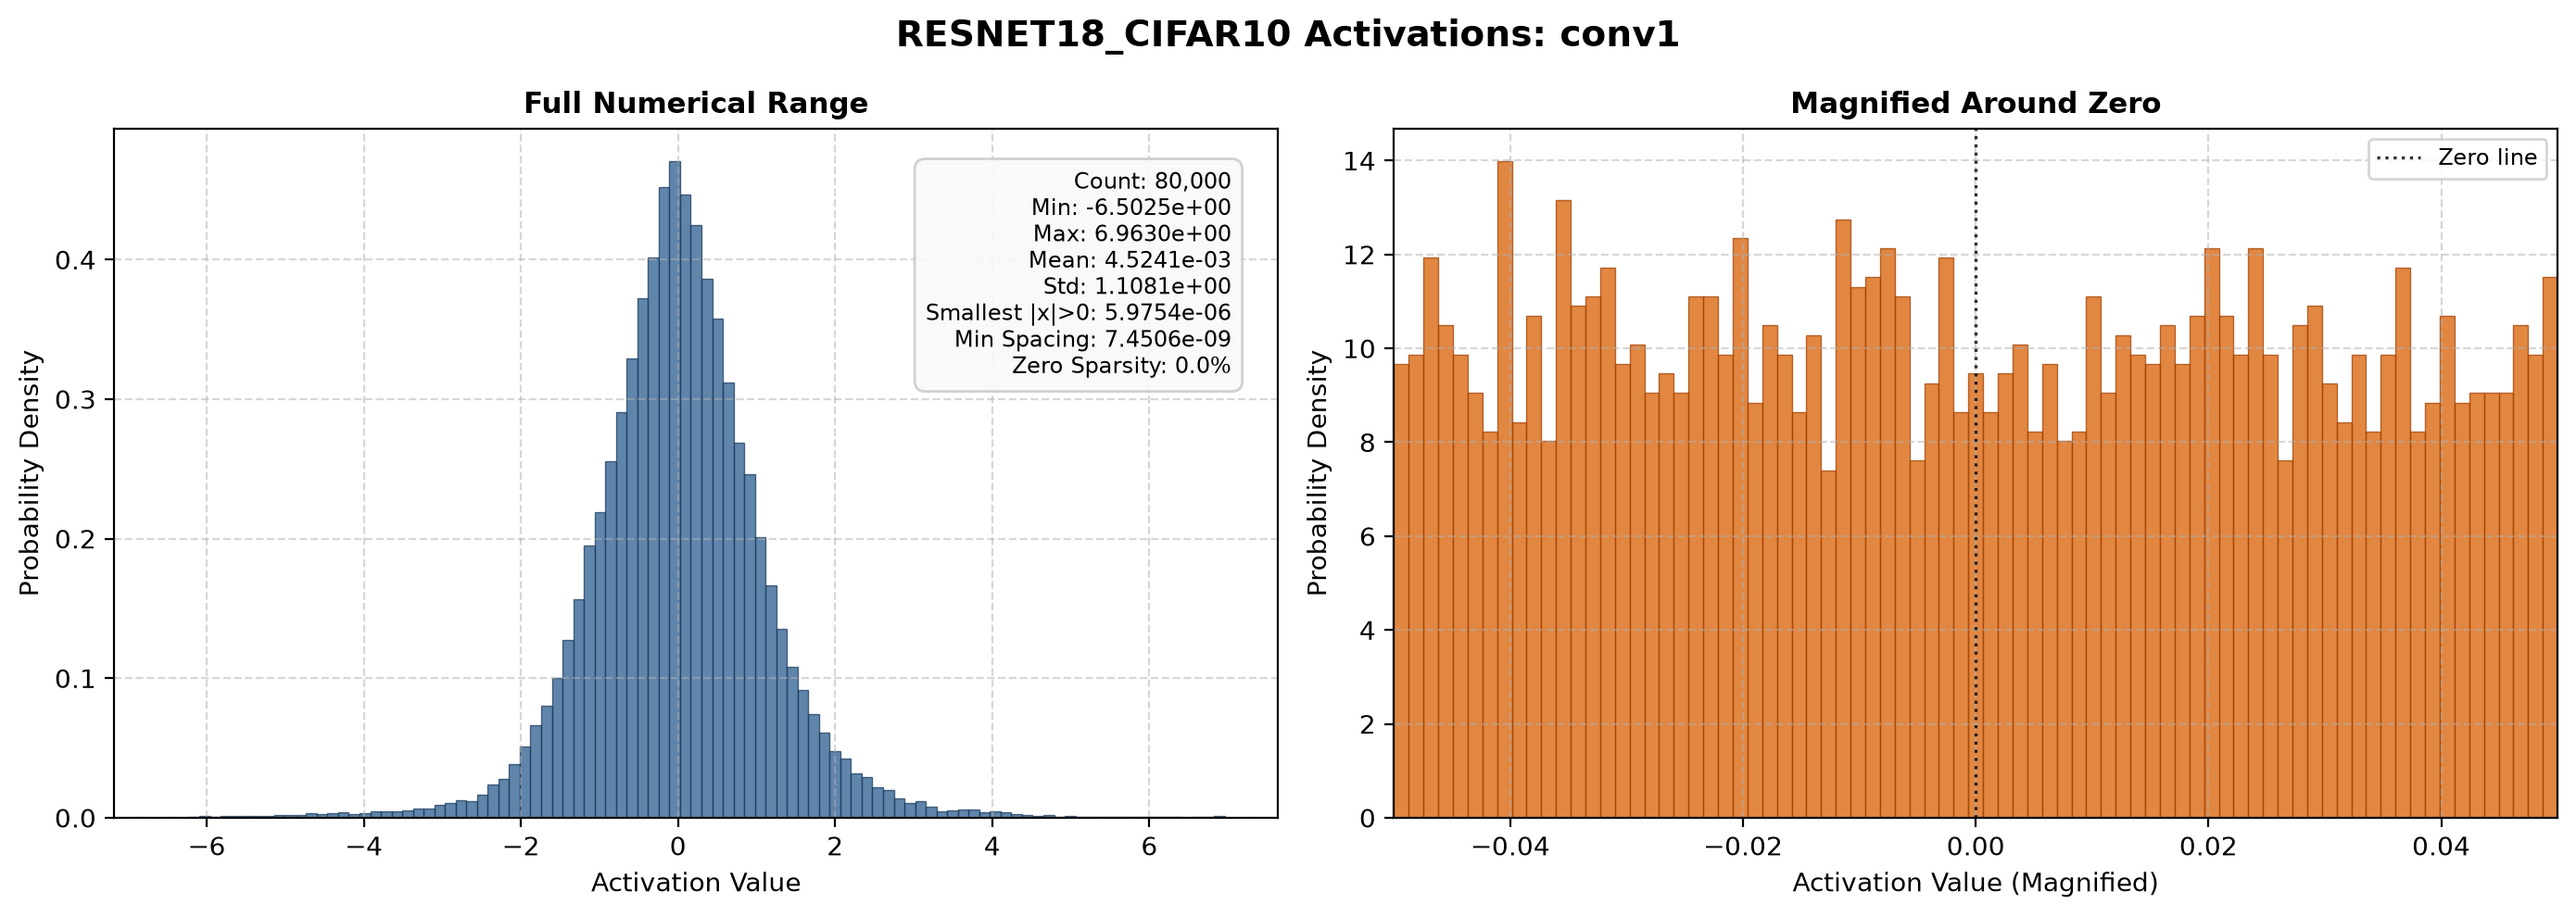 RESNET18_CIFAR10 Activations: conv1
Full Numerical Range
Probability Density
0.4
0.3
0.2
0.1
0.0
Count: 80,000
Min: -6.5025e+00
Max: 6.9630e+00
Mean: 4.5241e-03
Std: 1.1081e+00
Smallest |x|>0: 5.9754e-06
Min Spacing: 7.4506e-09
Zero Sparsity: 0.0%
−6 −4 −2 0 2 4 6
Activation Value
Magnified Around Zero
Probability Density
14
12
10
8
6
4
2
0
Zero line
−0.04 −0.02 0.00 0.02 0.04
Activation Value (Magnified)